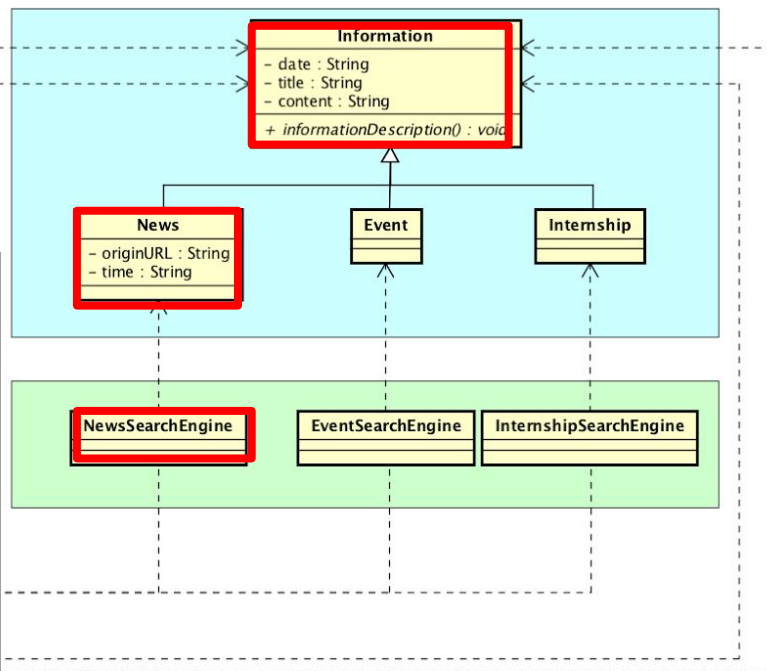 Information
- date : String
- title : String
- content : String
+ informationDescription() : void
News
- originURL : String
- time : String
Event
Internship
NewsSearchEngine
EventSearchEngine
InternshipSearchEngine